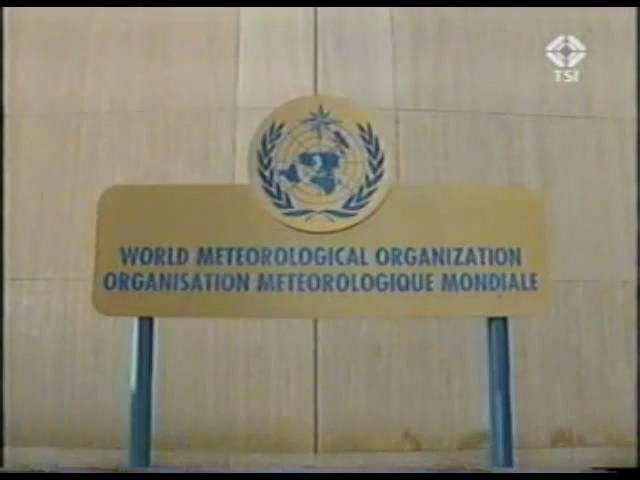 TSI
WORLD METEOROLOGICAL ORGANIZATION
ORGANISATION METEOROLOGIQUE MONDIALE